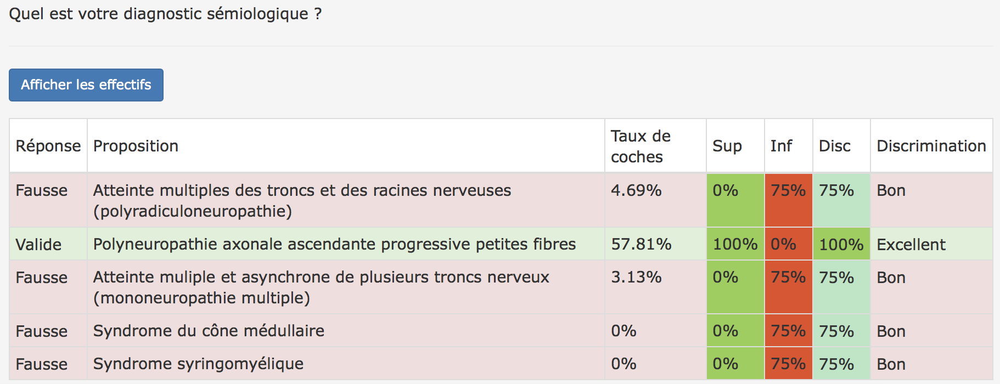 Quel est votre diagnostic sémiologique ?
Afficher les effectifs
Réponse Proposition Taux de coches Sup Inf Disc Discrimination
Fausse Atteinte multiples des troncs et des racines nerveuses 4.69% 0% 75% 75% Bon
(polyradiculoneuropathie)
Valide Polyneuropathie axonale ascendante progressive petites fibres 57.81% 100% 0% 100% Excellent
Fausse Atteinte muliple et asynchrone de plusieurs troncs nerveux 3.13% 0% 75% 75% Bon
(mononeuropathie multiple)
Fausse Syndrome du cône médullaire 0% 0% 75% 75% Bon
Fausse Syndrome syringomyélique 0% 0% 75% 75% Bon